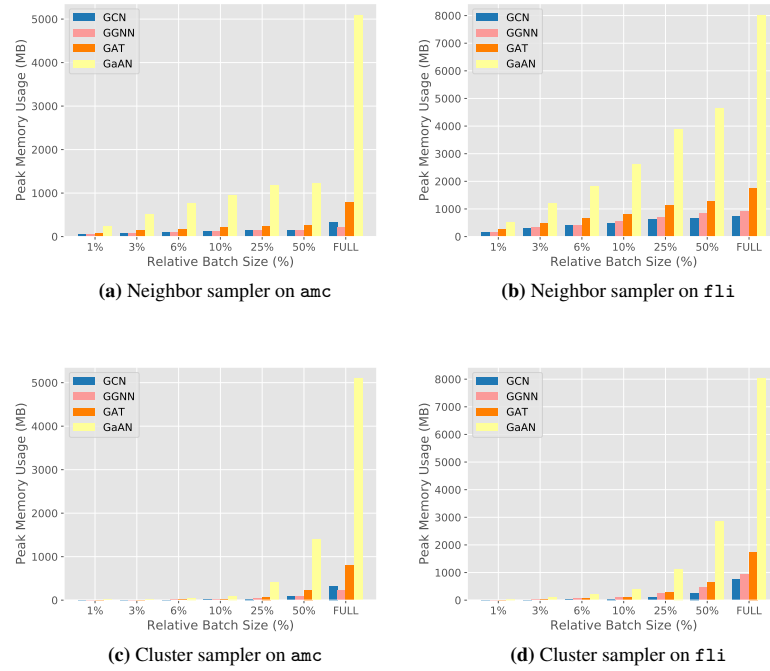 5000
4000
3000
2000
1000
0
Peak Memory Usage (MB)
GCN
GGNN
GAT
GaAN
1% 3% 6% 10% 25% 50% FULL
Relative Batch Size (%)
(a) Neighbor sampler on amc
8000
7000
6000
5000
4000
3000
2000
1000
0
Peak Memory Usage (MB)
GCN
GGNN
GAT
GaAN
1% 3% 6% 10% 25% 50% FULL
Relative Batch Size (%)
(b) Neighbor sampler on fli
5000
4000
3000
2000
1000
0
Peak Memory Usage (MB)
GCN
GGNN
GAT
GaAN
1% 3% 6% 10% 25% 50% FULL
Relative Batch Size (%)
(c) Cluster sampler on amc
8000
7000
6000
5000
4000
3000
2000
1000
0
Peak Memory Usage (MB)
GCN
GGNN
GAT
GaAN
1% 3% 6% 10% 25% 50% FULL
Relative Batch Size (%)
(d) Cluster sampler on fli